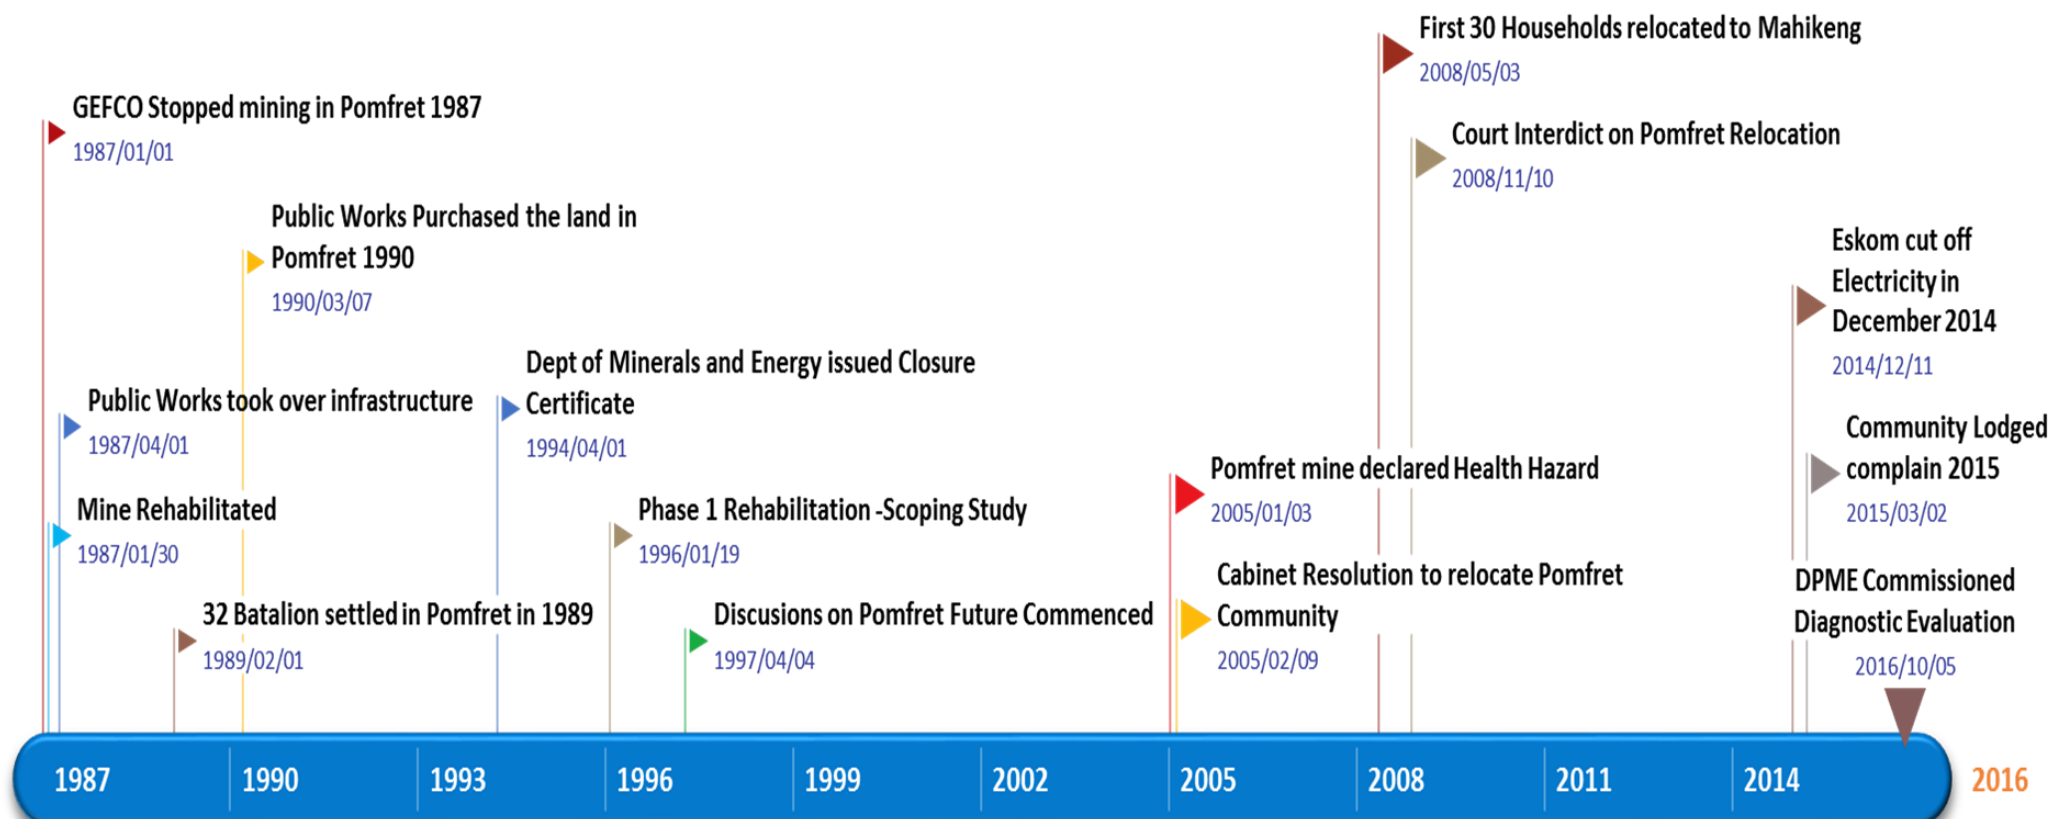 First 30 Households relocated to Mahikeng
2008/05/03
GEFCO Stopped mining in Pomfret 1987
1987/01/01
Court Interdict on Pomfret Relocation
2008/11/10
Public Works Purchased the land in
Pomfret 1990
1990/03/07
Eskom cut off
Electricity in
December 2014
2014/12/11
Dept of Minerals and Energy issued Closure
Certificate
1994/04/01
Public Works took over infrastructure
1987/04/01
Community Lodged
complain 2015
2015/03/02
Pomfret mine declared Health Hazard
2005/01/03
Mine Rehabilitated
1987/01/30
Phase 1 Rehabilitation -Scoping Study
1996/01/19
Cabinet Resolution to relocate Pomfret
Community
2005/02/09
DPME Commissioned
Diagnostic Evaluation
2016/10/05
32 Batalion settled in Pomfret in 1989
1989/02/01
Discusions on Pomfret Future Commenced
1997/04/04
1987 1990 1993 1996 1999 2002 2005 2008 2011 2014 2016